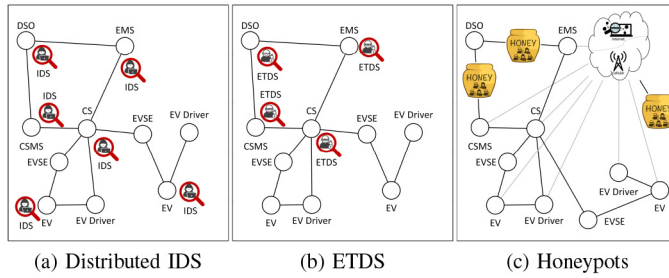 DSO
EMS
IDS
IDS
IDS
CS
EVSE
EV Driver
CSMS
IDS
EVSE
IDS
EV
EV Driver
EV
IDS
(a) Distributed IDS
DSO
EMS
ETDS
ETDS
ETDS
CS
EVSE
EV Driver
CSMS
ETDS
EVSE
EV
EV Driver
EV
(b) ETDS
DSO
EMS
HONEY
Internet
HONEY
HONEY
CS
CSMS
EVSE
EV Driver
EV
EV Driver
EVSE
EV
(c) Honeypots